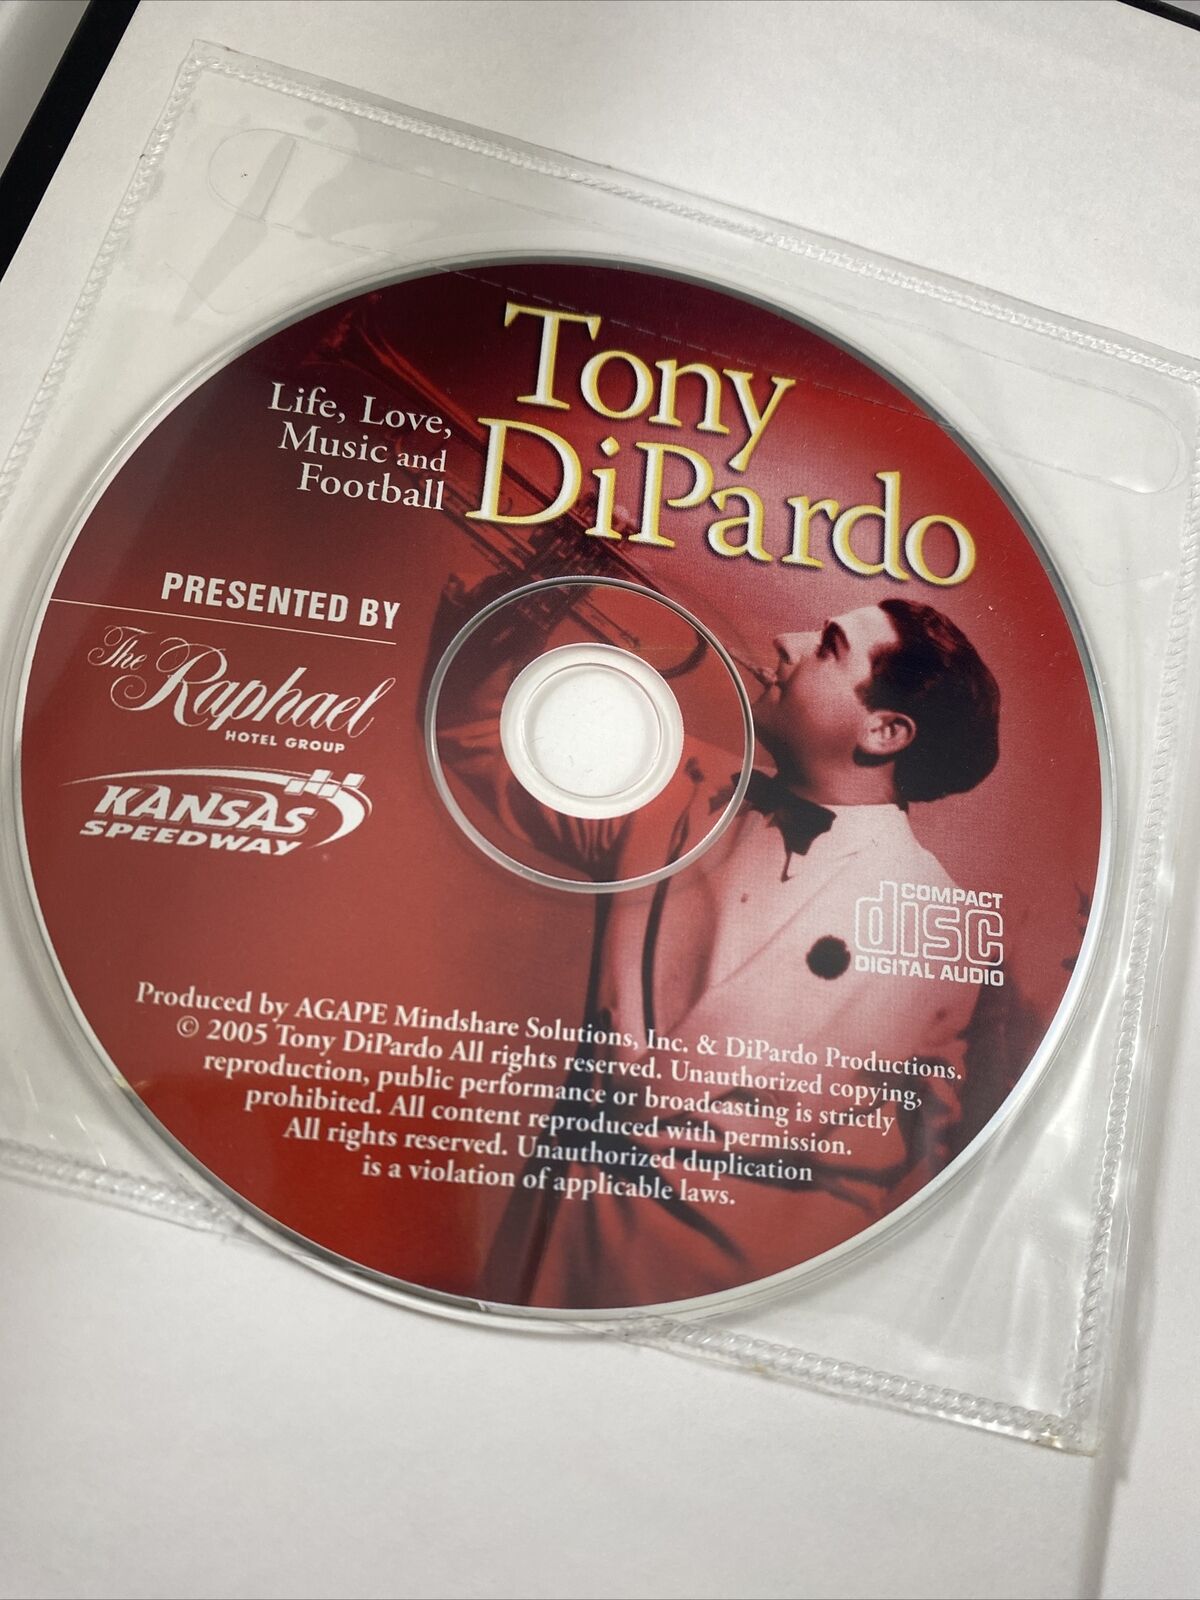 Tony
DiPardo
Life, Love,
Music and
Football
PRESENTED BY
The Raphael
HOTEL GROUP
KANSAS
SPEEDWAY
COMPACT
disc
DIGITAL AUDIO
Produced by AGAPE Mindshare Solutions, Inc. & DiPardo Productions.
© 2005 Tony DiPardo All rights reserved. Unauthorized copying,
reproduction, public performance or broadcasting is strictly
prohibited. All content reproduced with permission.
All rights reserved. Unauthorized duplication
is a violation of applicable laws.